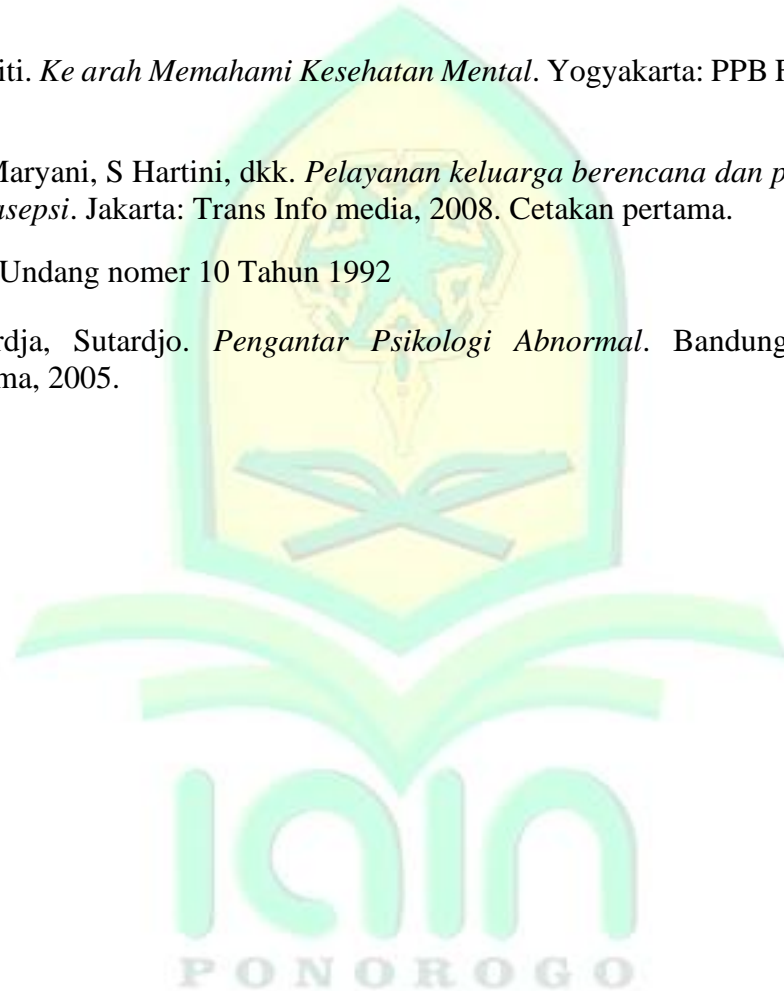 iti. Ke arah Memahami Kesehatan Mental. Yogyakarta: PPB
Maryani, S Hartini, dkk. Pelayanan keluarga berencana dan p
asepsi. Jakarta: Trans Info media, 2008. Cetakan pertama.
Undang nomer 10 Tahun 1992
rdja, Sutardjo. Pengantar Psikologi Abnormal. Bandung
ma, 2005.
iain
PONOROGO